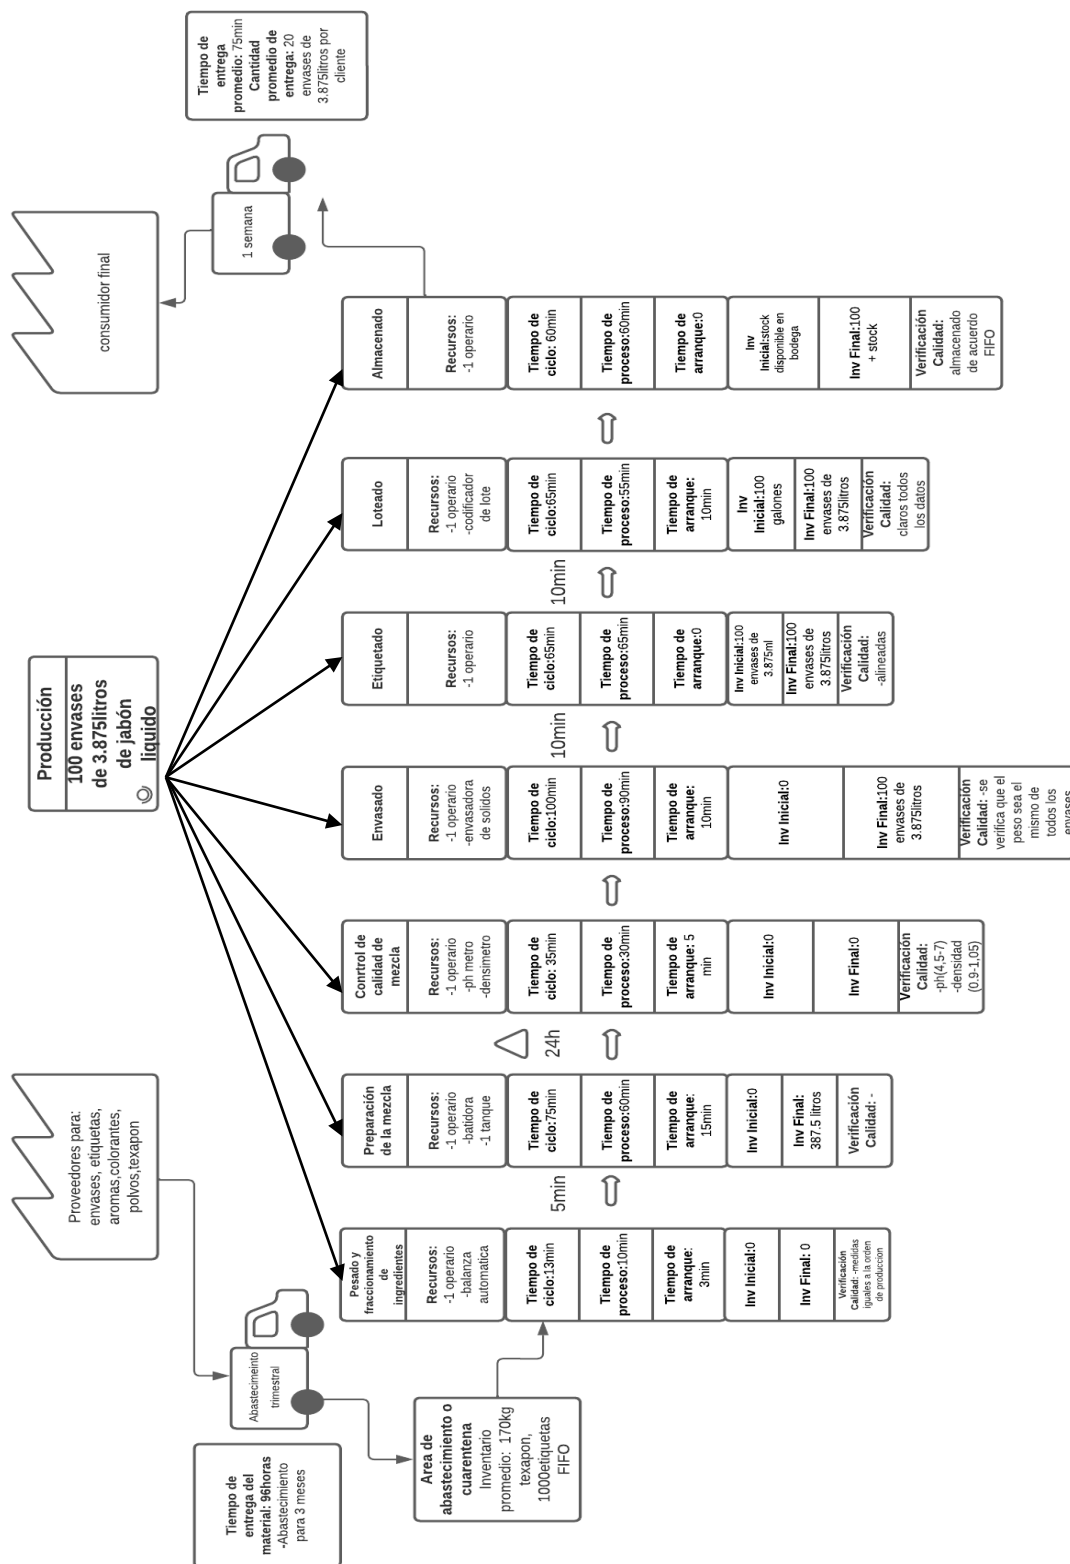 Tiempo de
entrega del
material: 96horas
-Abastecimiento
para 3 meses
Proveedores para:
envases, etiquetas,
aromas,colorantes,
polvos,texapon
Abastecimeinto
trimestral
Area de
abastecimiento o
cuarentena
Inventario
promedio: 170kg
texapon,
1000etiquetas
FIFO
Producción
100 envases
de 3.875litros
de jabón
liquido
consumidor final
1 semana
Tiempo de
entrega
promedio: 75min
Cantidad
promedio de
entrega: 20
envases de
3.875litros por
cliente
Pesado y
fraccionamiento
de
ingredientes
Recursos:
-1 operario
-balanza
automatica
Tiempo de
ciclo:13min
Tiempo de
proceso:10min
Tiempo de
arranque:
3min
Inv Inicial:0
Inv Final: 0
Verificación
Calidad: -medidas
iguales a la orden
de produccion
5min
Preparación
de la mezcla
Recursos:
-1 operario
-batidora
-1 tanque
Tiempo de
ciclo:75min
Tiempo de
proceso:60min
Tiempo de
arranque:
15min
Inv Inicial:0
Inv Final:
387.5 litros
Verificación
Calidad: -
24h
Conrtrol de
calidad de
mezcla
Recursos:
-1 operario
-ph metro
-densimetro
Tiempo de
ciclo: 35min
Tiempo de
proceso:30min
Tiempo de
arranque: 5
min
Inv Inicial:0
Inv Final:0
Verificación
Calidad:
-ph(4,5-7)
-densidad
(0.9-1,05)
Envasado
Recursos:
-1 operario
-envasadora
de solidos
Tiempo de
ciclo:100min
Tiempo de
proceso:90min
Tiempo de
arranque:
10min
Inv Inicial:0
Inv Final:100
envases de
3.875litros
Verificación
Calidad: -se
verifica que el
peso sea el
mismo de
todos los
envases
10min
Etiquetado
Recursos:
-1 operario
Tiempo de
ciclo:65min
Tiempo de
proceso:65min
Tiempo de
arranque:0
Inv Inicial:100
envases de
3.875ml
Inv Final:100
envases de
3.875litros
Verificación
Calidad:
-alineadas
10min
Loteado
Recursos:
-1 operario
-codificador
de lote
Tiempo de
ciclo:65min
Tiempo de
proceso:55min
Tiempo de
arranque:
10min
Inv
Inicial:100
galones
Inv Final:100
envases de
3.875litros
Verificación
Calidad:
claros todos
los datos
Almacenado
Recursos:
-1 operario
Tiempo de
ciclo: 60min
Tiempo de
proceso:60min
Tiempo de
arranque:0
Inv
Inicial:stock
disponible en
bodega
Inv Final:100
+ stock
Verificación
Calidad:
almacenado
de acuerdo
FIFO